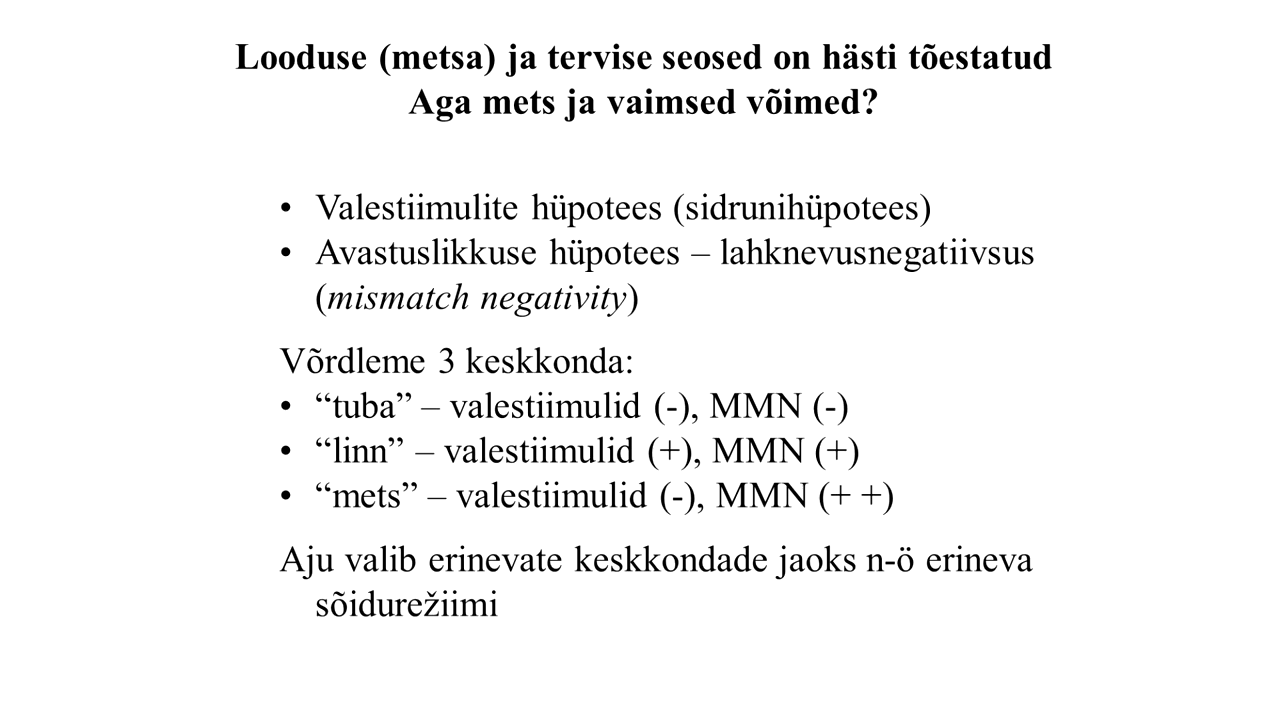 Looduse (metsa) ja tervise seosed on hästi tõestatud
Aga mets ja vaimsed võimed?
• Valestiimulite hüpotees (sidrunihüpotees)
• Avastuslikkuse hüpotees – lahknevusnegatiivsus
(mismatch negativity)
Võrdleme 3 keskkonda:
• “tuba” – valestiimulid (-), MMN (-)
• “linn” – valestiimulid (+), MMN (+)
• “mets” – valestiimulid (-), MMN (+ +)
Aju valib erinevate keskkondade jaoks n-ö erineva
sõidurežiimi